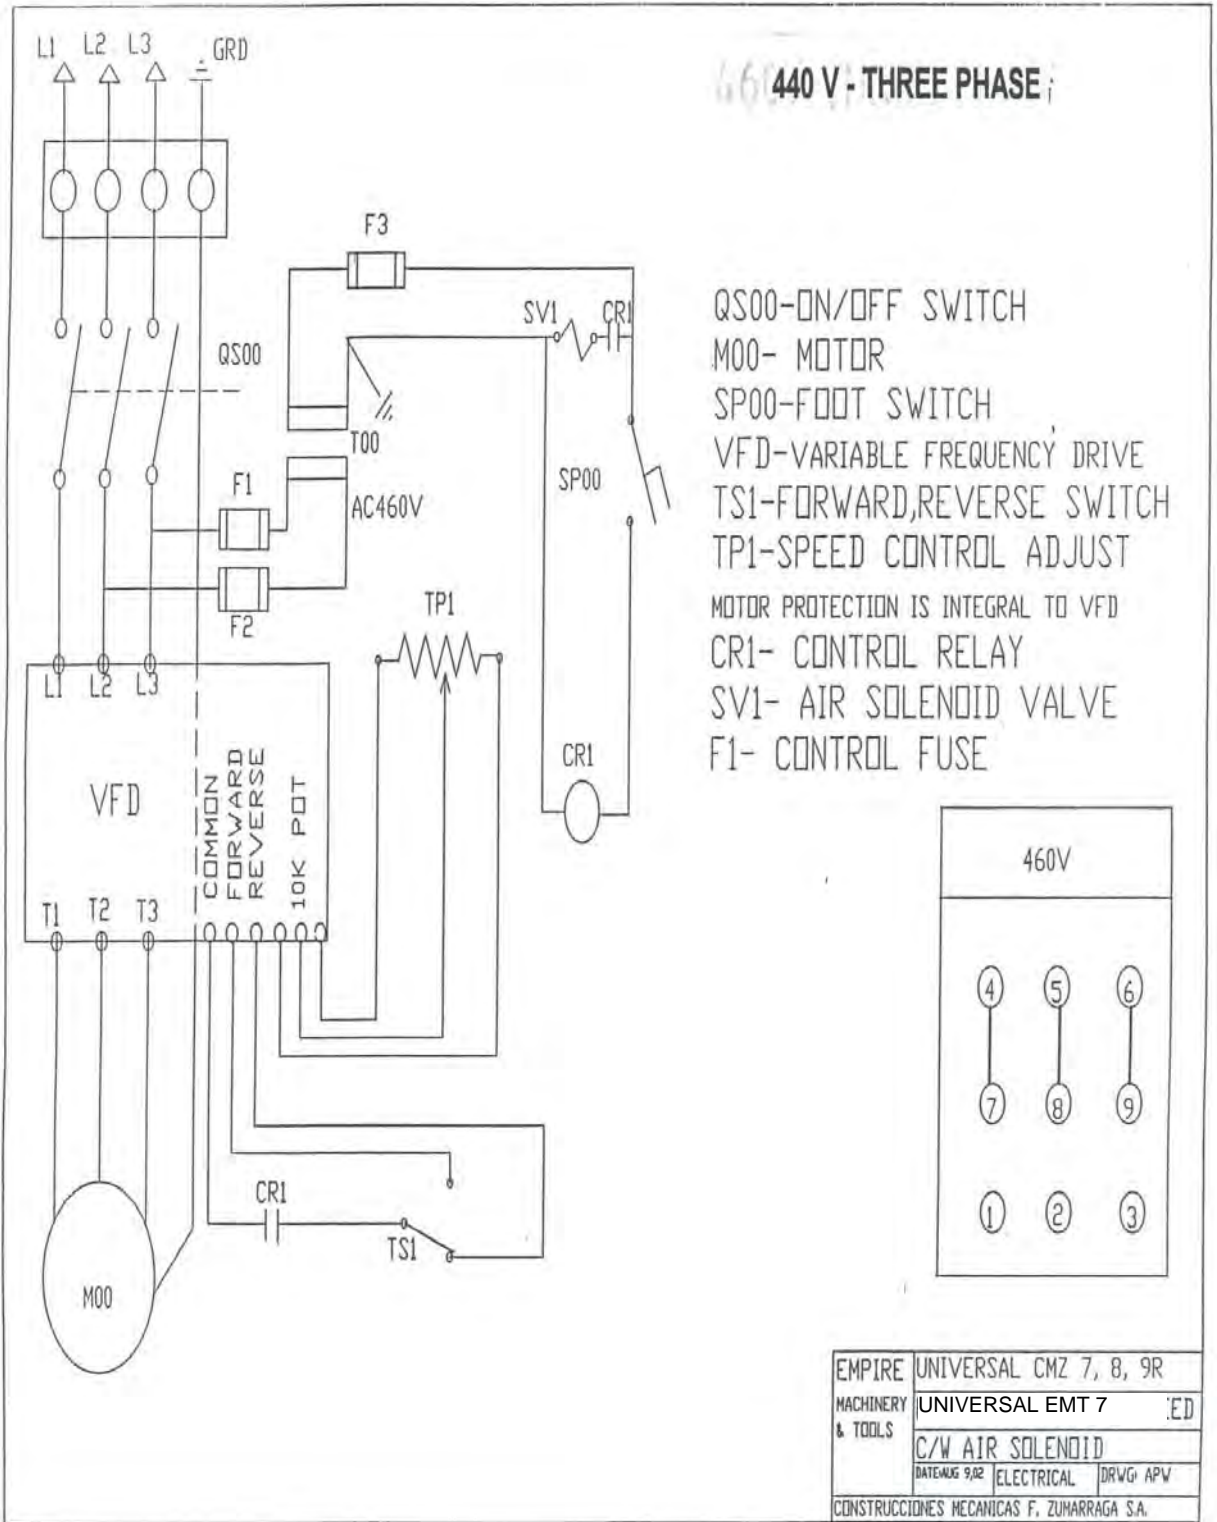 L1 L2 L3 GRD
440 V - THREE PHASE
F3
SV1 CR1
QS00
T00
F1
AC460V
SP00
F2
TP1
L1 L2 L3
CR1
VFD
COMMON
FORWARD
REVERSE
10K POT
T1 T2 T3
CR1
TS1
M00
QS00-ON/OFF SWITCH
M00- MOTOR
SP00-FOOT SWITCH
VFD-VARIABLE FREQUENCY DRIVE
TS1-FORWARD,REVERSE SWITCH
TP1-SPEED CONTROL ADJUST
MOTOR PROTECTION IS INTEGRAL TO VFD
CR1- CONTROL RELAY
SV1- AIR SOLENOID VALVE
F1- CONTROL FUSE
460V
4 5 6
7 8 9
1 2 3
EMPIRE
MACHINERY
& TOOLS
UNIVERSAL CMZ 7, 8, 9R
UNIVERSAL EMT 7
C/W AIR SOLENOID
DATE:AUG 9,02 ELECTRICAL DRWG: APW
CONSTRUCCIONES MECANICAS F. ZUMARRAGA S.A.